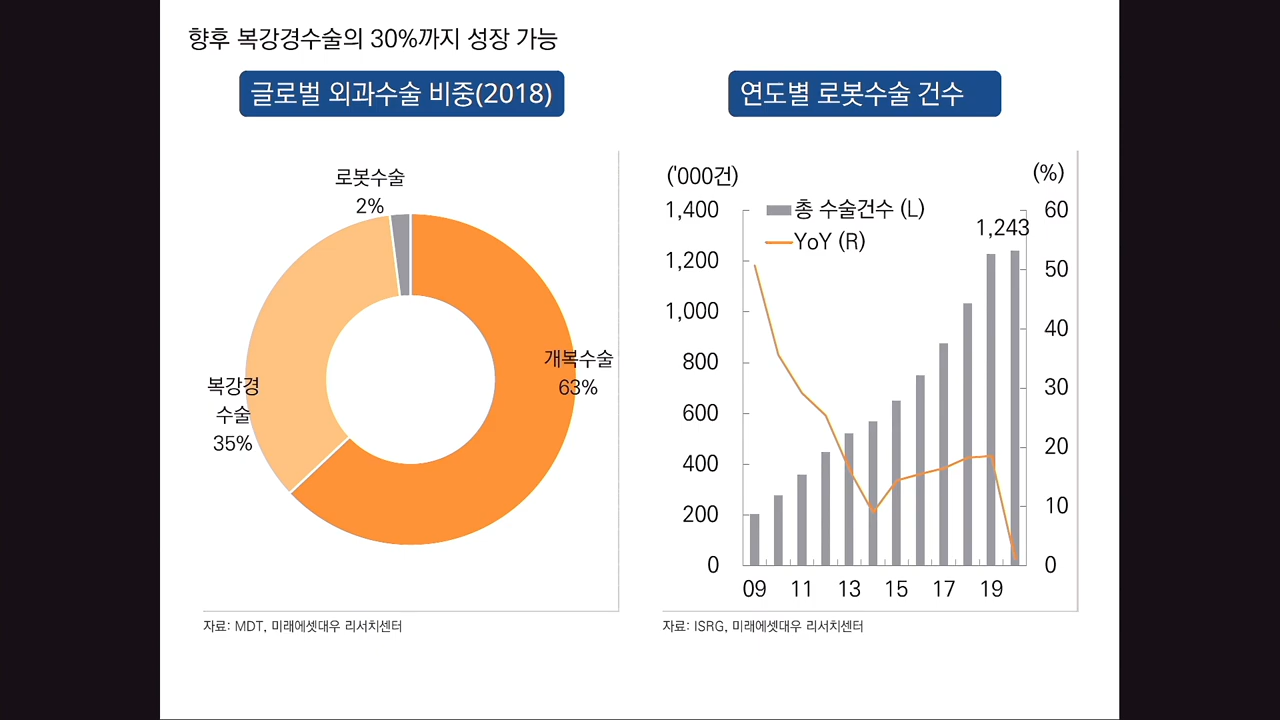 향후 복강경수술의 30%까지 성장 가능
글로벌 외과수술 비중(2018)
로봇수술
2%
개복수술
63%
복강경
수술
35%
자료: MDT, 미래에셋대우 리서치센터
연도별 로봇수술 건수
('000건)
(%)
총 수술건수 (L)
YoY (R)
1,243
1,400
1,200
1,000
800
600
400
200
0
60
50
40
30
20
10
0
09 11 13 15 17 19
자료: ISRG, 미래에셋대우 리서치센터